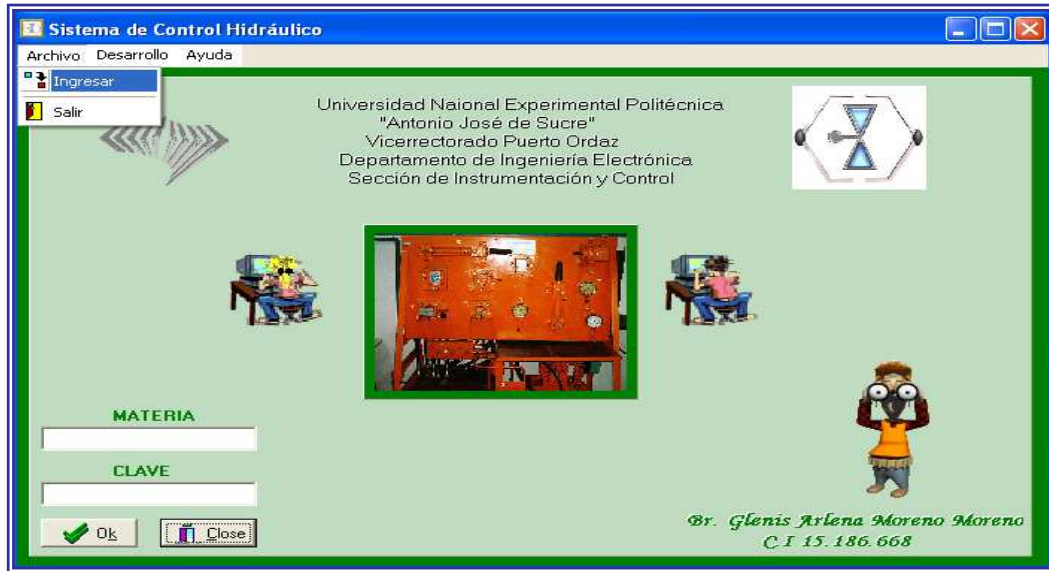 Sistema de Control Hidráulico
Archivo Desarrollo Ayuda
Ingresar
Salir
Universidad Naional Experimental Politécnica
"Antonio José de Sucre"
Vicerrectorado Puerto Ordaz
Departamento de Ingeniería Electrónica
Sección de Instrumentación y Control
MATERIA
CLAVE
Ok Close
Br. Glenis Arlena Moreno Moreno
C I 15.186.668